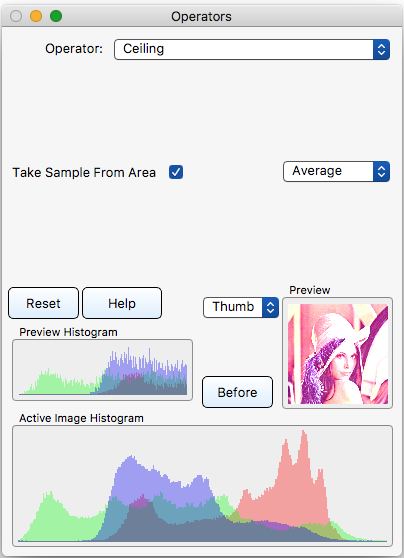 Operators
Operator: Ceiling
Take Sample From Area Average
Reset Help Thumb Preview
Preview Histogram
Before
Active Image Histogram